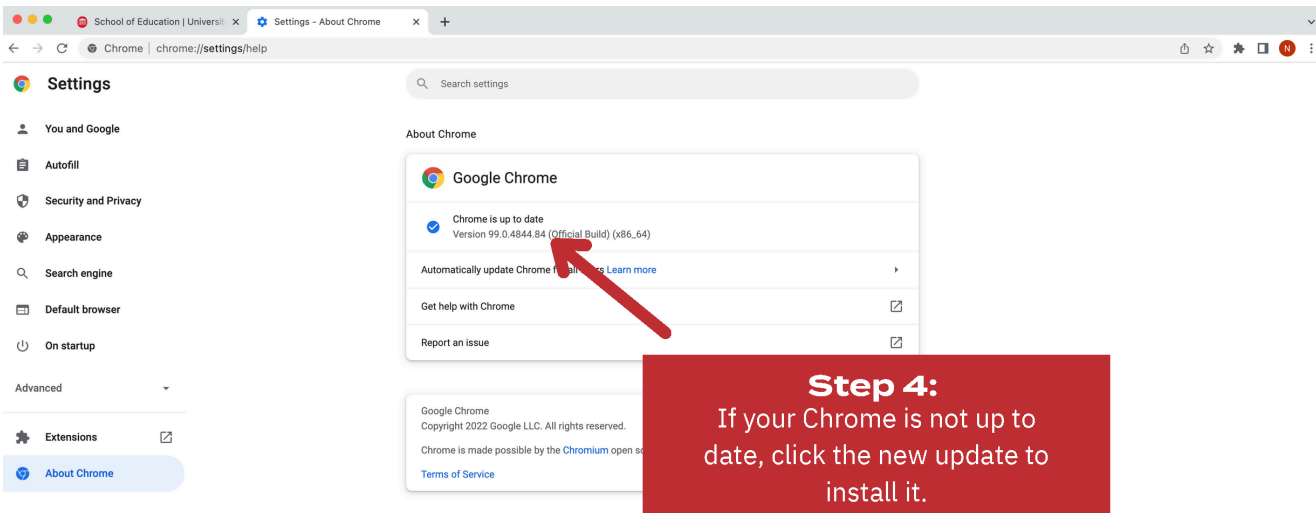 School of Education | Universit
Settings - About Chrome
Chrome | chrome://settings/help
N
Settings
Search settings
You and Google
Autofill
Security and Privacy
Appearance
Search engine
Default browser
On startup
Advanced
Extensions
About Chrome
About Chrome
Google Chrome
Chrome is up to date
Version 99.0.4844.84 (Official Build) (x86_64)
Automatically update Chrome for all users Learn more
Get help with Chrome
Report an issue
Google Chrome
Copyright 2022 Google LLC. All rights reserved.
Chrome is made possible by the Chromium open
Terms of Service
Step 4:
If your Chrome is not up to
date, click the new update to
install it.